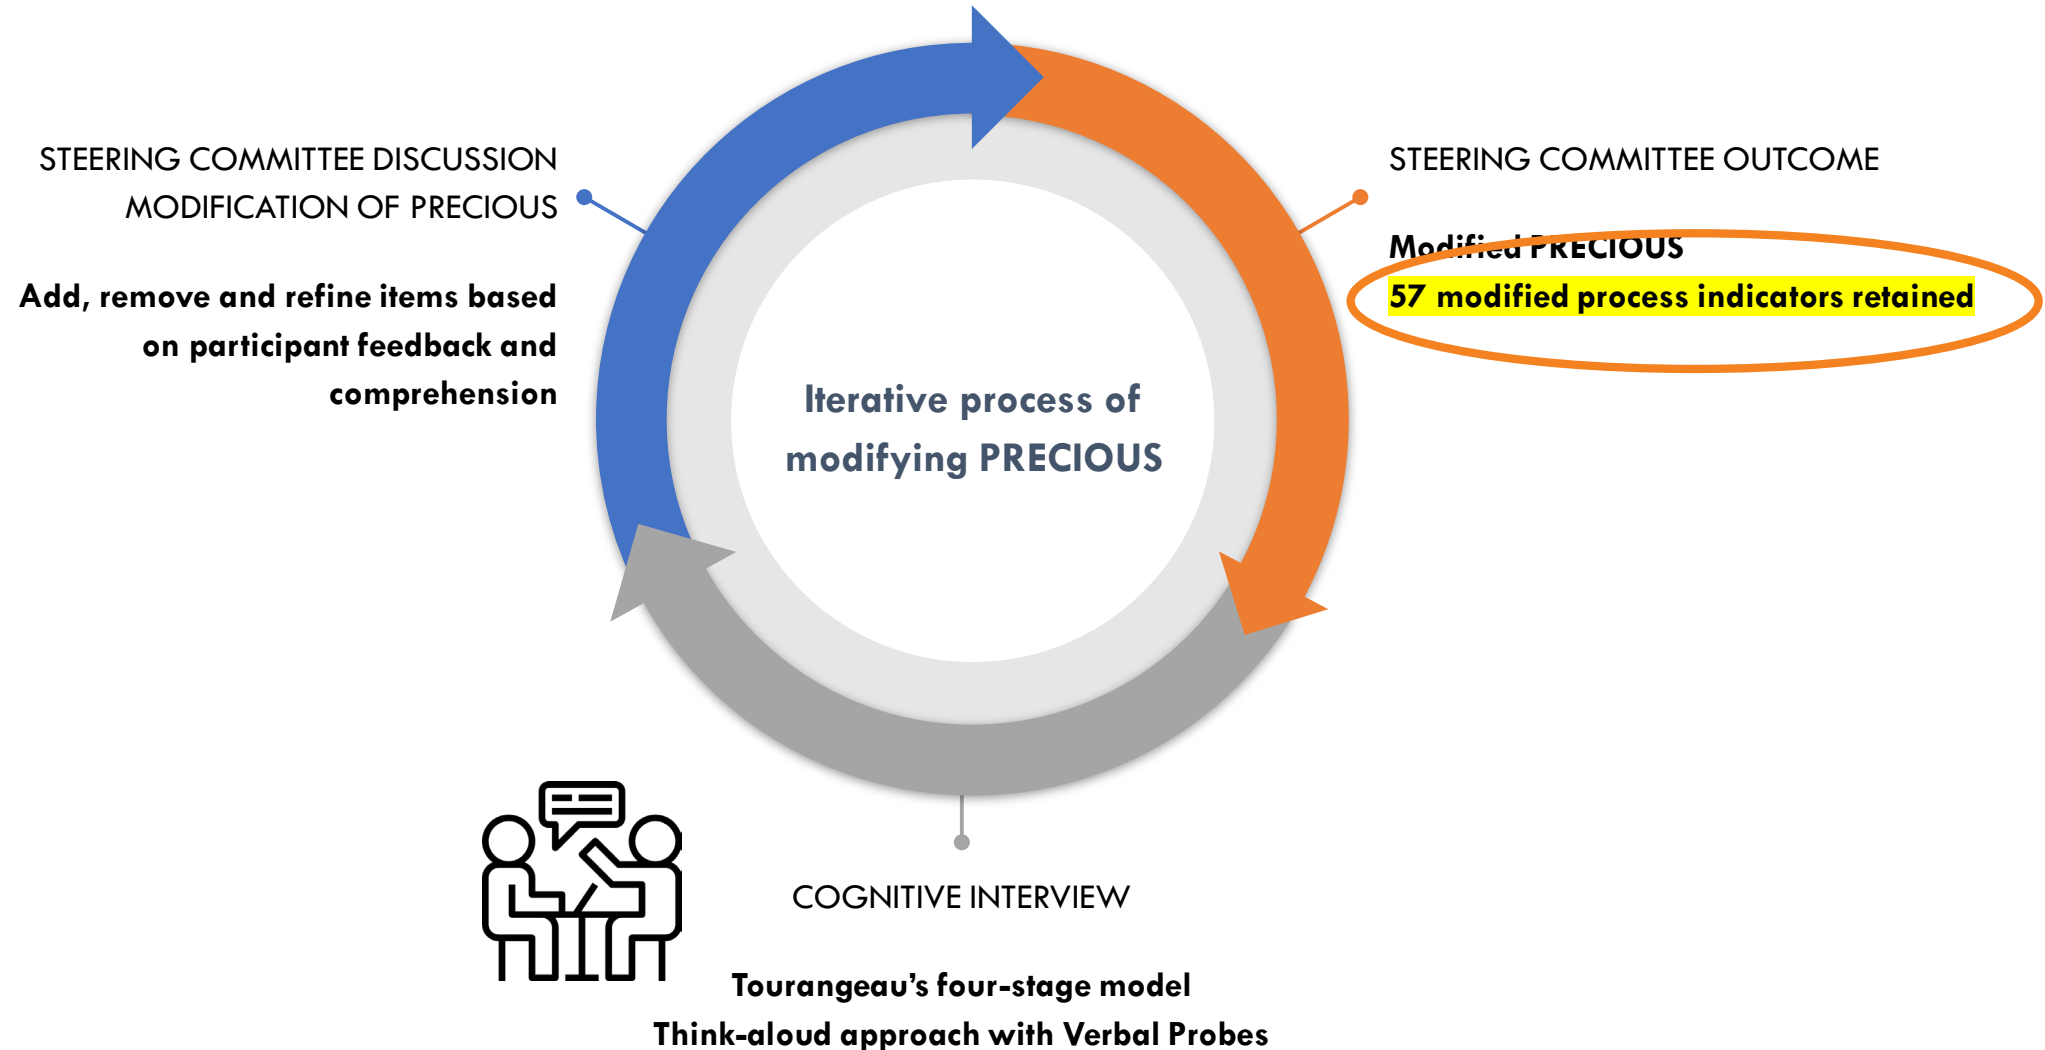 STEERING COMMITTEE DISCUSSION
MODIFICATION OF PRECIOUS
Add, remove and refine items based
on participant feedback and
comprehension
STEERING COMMITTEE OUTCOME
Modified PRECIOUS
57 modified process indicators retained
Iterative process of
modifying PRECIOUS
COGNITIVE INTERVIEW
Tourangeau’s four-stage model
Think-aloud approach with Verbal Probes